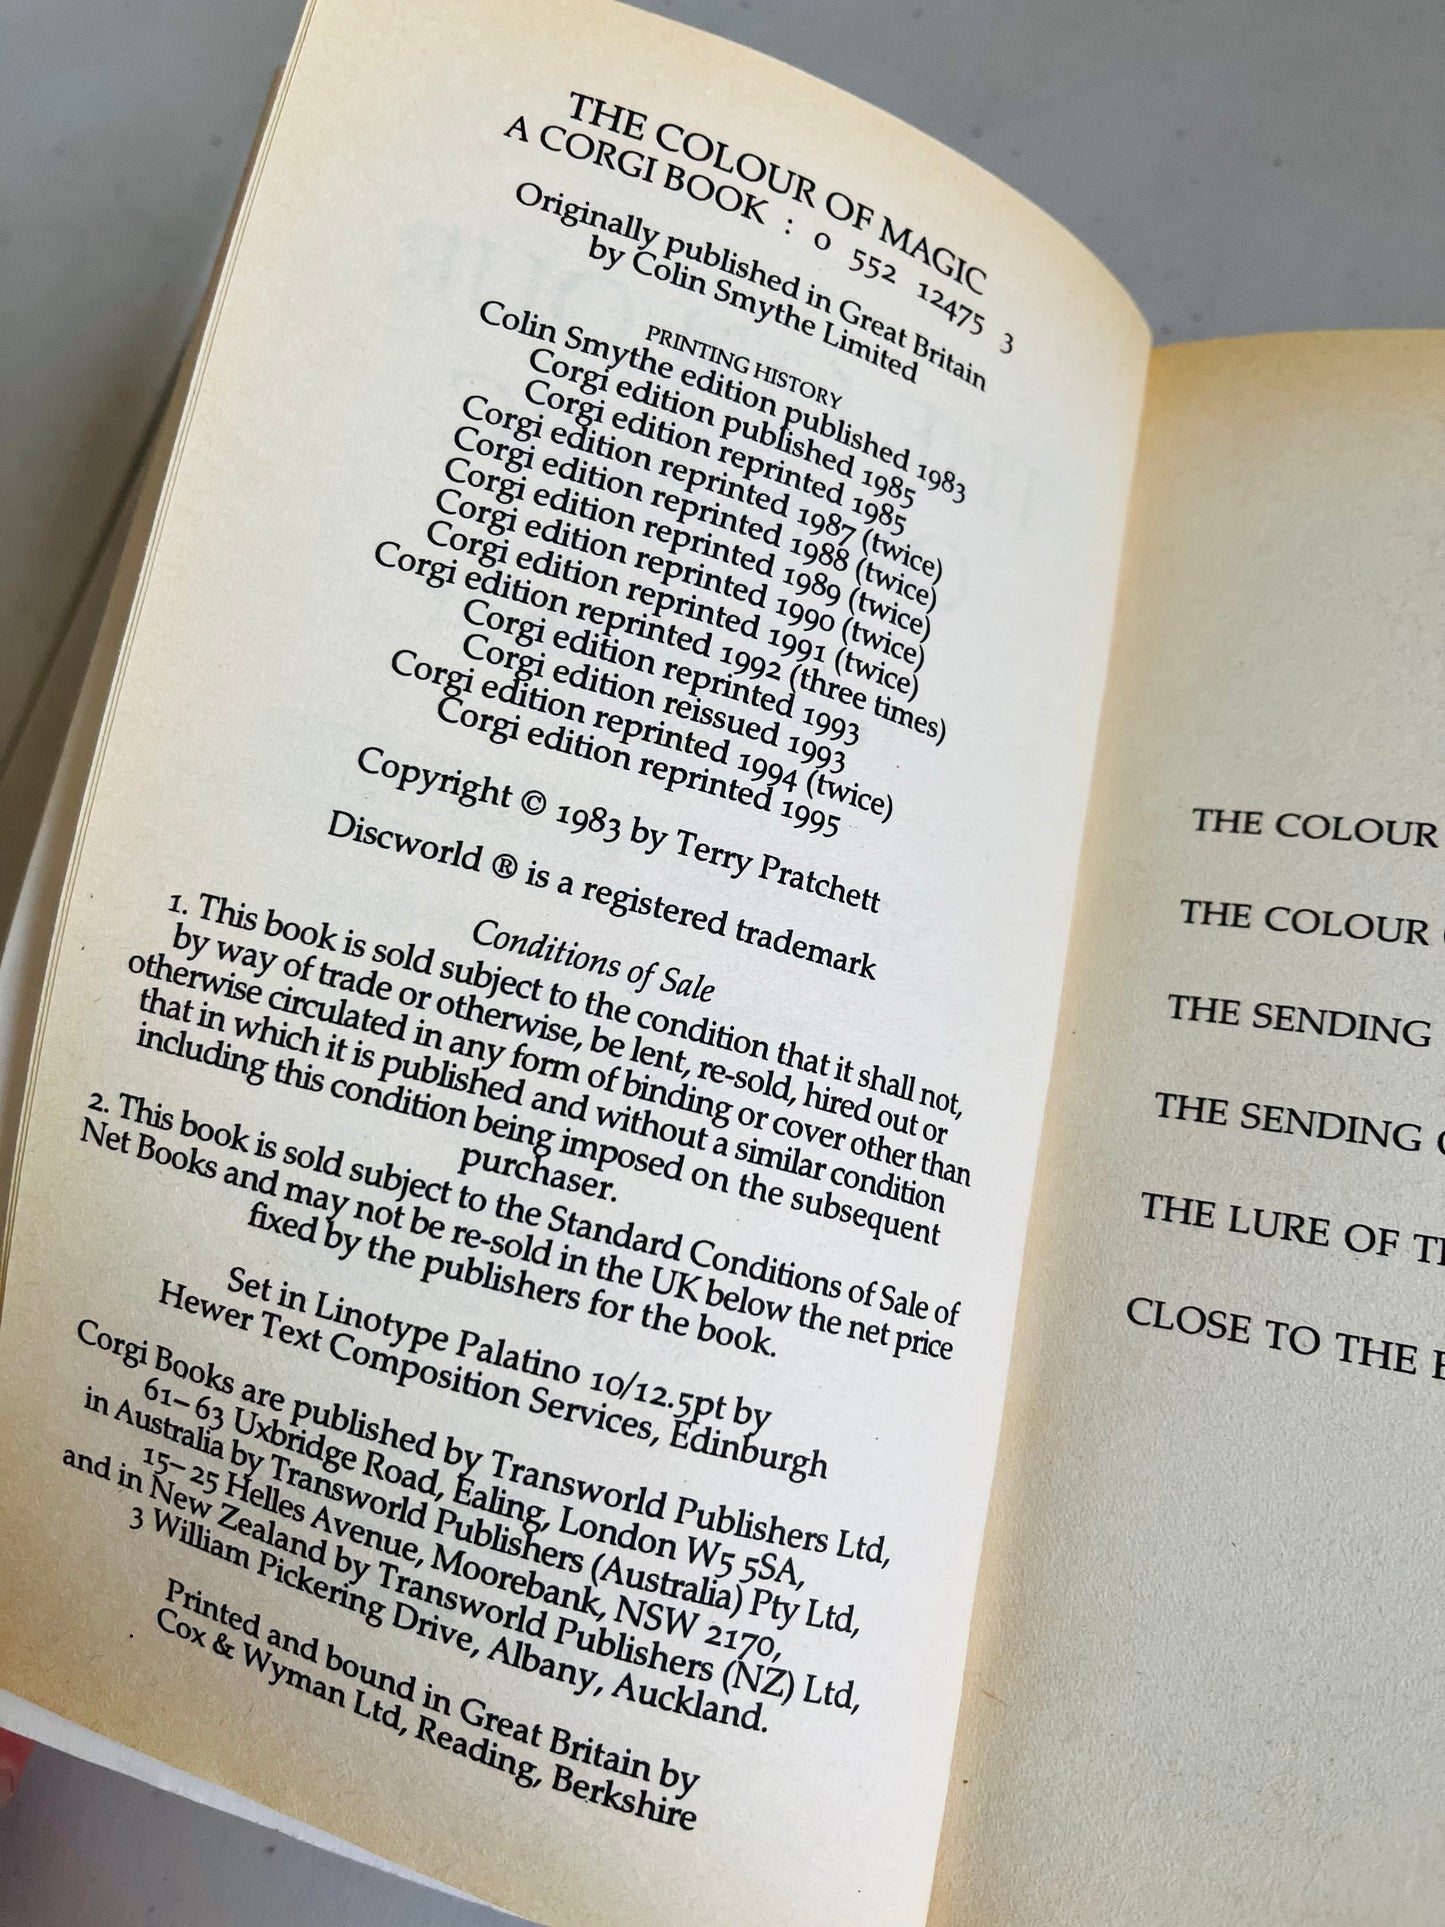 THE COLOUR OF MAGIC
A CORGI BOOK : 0 552 12475 3
Originally published in Great Britain
by Colin Smythe Limited
PRINTING HISTORY
Colin Smythe edition published 1983
Corgi edition published 1985
Corgi edition reprinted 1985
Corgi edition reprinted 1987 (twice)
Corgi edition reprinted 1988 (twice)
Corgi edition reprinted 1989 (twice)
Corgi edition reprinted 1990 (twice)
Corgi edition reprinted 1991 (twice)
Corgi edition reprinted 1992 (three times)
Corgi edition reprinted 1993
Corgi edition reissued 1993
Corgi edition reprinted 1994 (twice)
Corgi edition reprinted 1995
Copyright © 1983 by Terry Pratchett
Discworld ® is a registered trademark
Conditions of Sale
1. This book is sold subject to the condition that it shall not,
by way of trade or otherwise, be lent, re-sold, hired out or
otherwise circulated in any form of binding or cover other than
that in which it is published and without a similar condition
including this condition being imposed on the subsequent
purchaser.
2. This book is sold subject to the Standard Conditions of Sale of
Net Books and may not be re-sold in the UK below the net price
fixed by the publishers for the book.
Set in Linotype Palatino 10/12.5pt by
Hewer Text Composition Services, Edinburgh
Corgi Books are published by Transworld Publishers Ltd,
61–63 Uxbridge Road, Ealing, London W5 5SA,
in Australia by Transworld Publishers (Australia) Pty Ltd,
15–25 Helles Avenue, Moorebank, NSW 2170,
and in New Zealand by Transworld Publishers (NZ) Ltd,
3 William Pickering Drive, Albany, Auckland.
Printed and bound in Great Britain by
Cox & Wyman Ltd, Reading, Berkshire
THE COLOUR
THE COLOUR
THE SENDING
THE SENDING
THE LURE OF
CLOSE TO THE